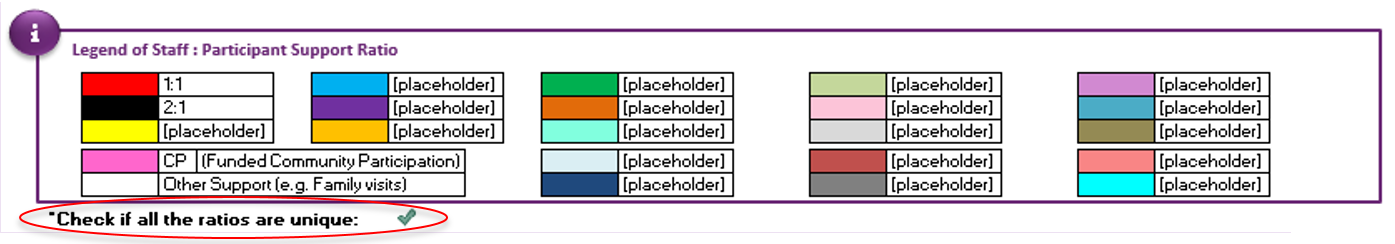 i
Legend of Staff : Participant Support Ratio
1:1 [placeholder] [placeholder] [placeholder] [placeholder]
2:1 [placeholder] [placeholder] [placeholder] [placeholder]
[placeholder] [placeholder] [placeholder] [placeholder] [placeholder]
CP (Funded Community Participation) [placeholder] [placeholder] [placeholder]
Other Support (e.g. Family visits) [placeholder] [placeholder] [placeholder]
*Check if all the ratios are unique: